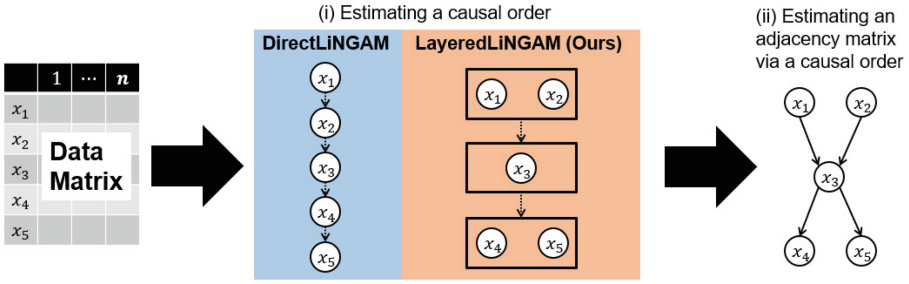 (i) Estimating a causal order
(ii) Estimating an
adjacency matrix
via a causal order
DirectLiNGAM
LayeredLiNGAM (Ours)
1 ⋯ n
x₁
x₂
x₃
x₄
x₅
Data
Matrix
x₁
x₂
x₃
x₄
x₅
x₁ x₂
x₃
x₄ x₅
x₁ x₂
x₃
x₄ x₅